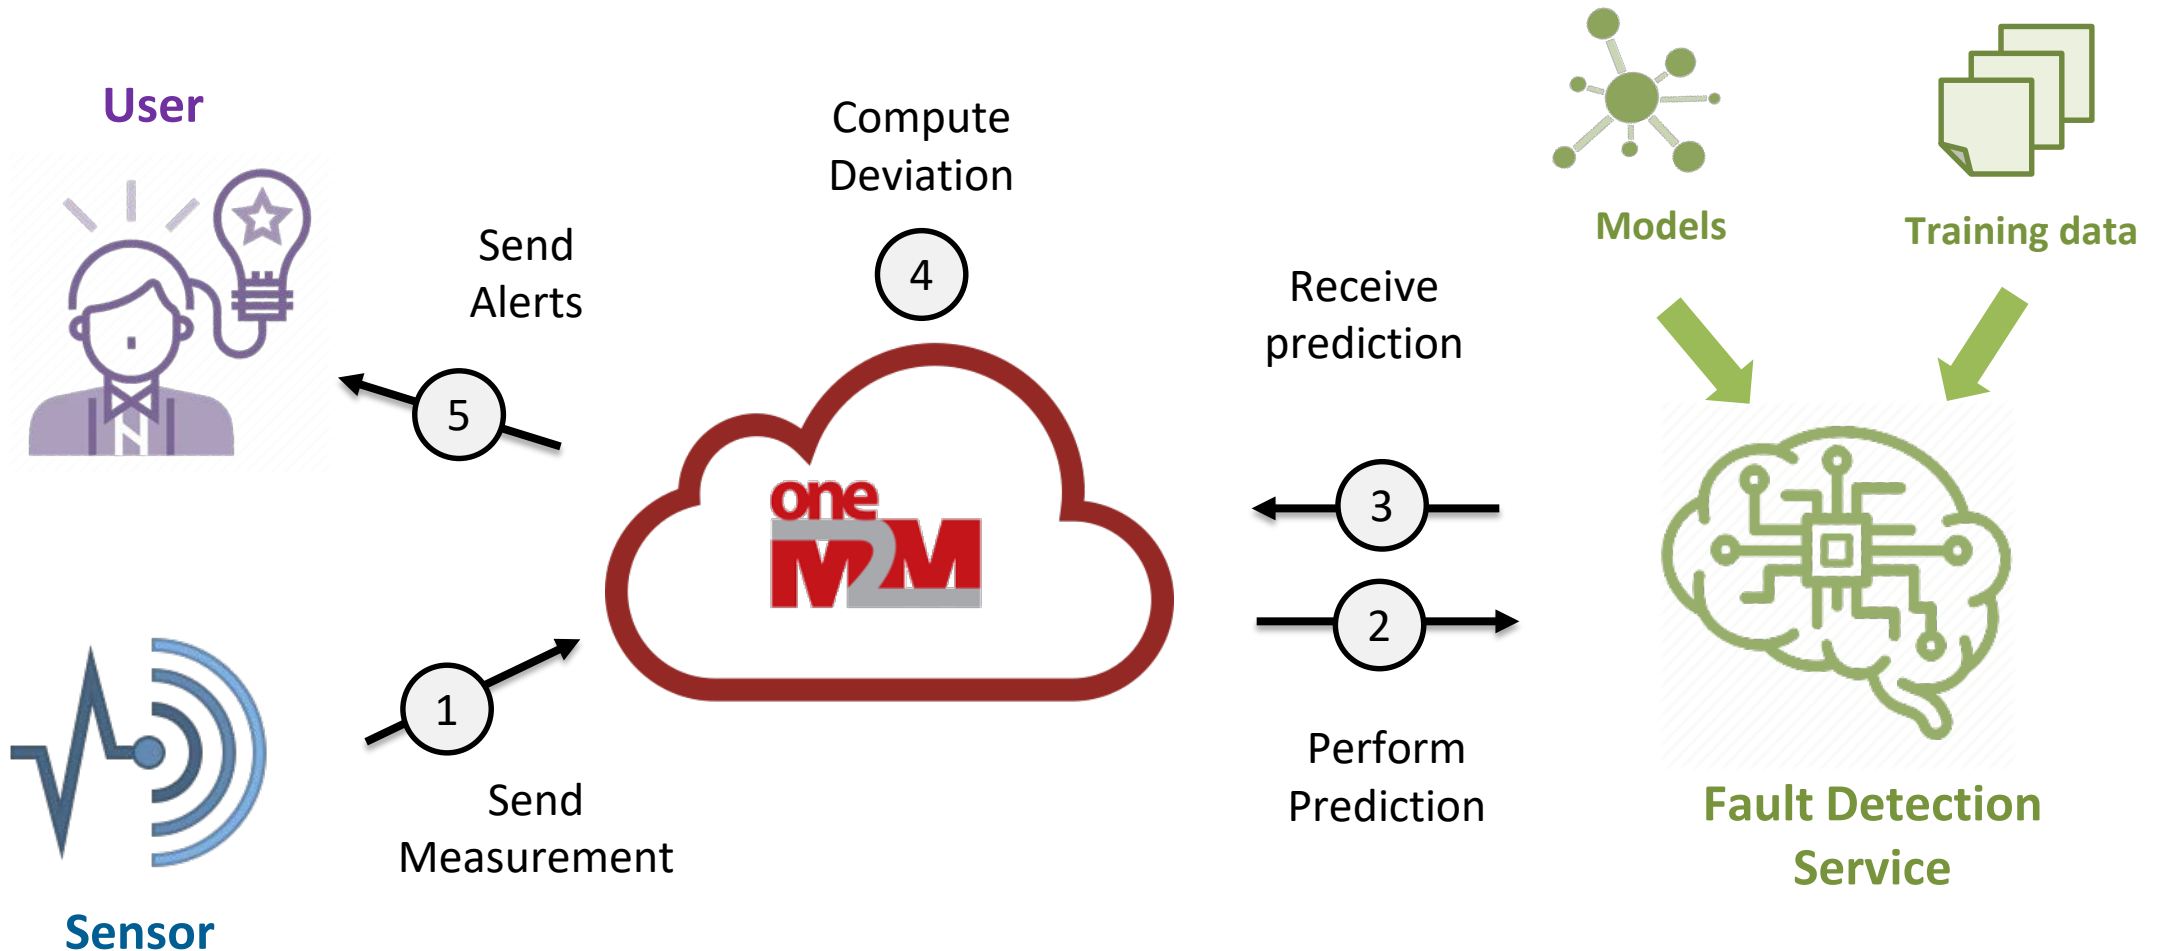 User
Compute
Deviation
4
Send
Alerts
5
Receive
prediction
3
2
Perform
Prediction
one
M2M
1
Send
Measurement
Sensor
Models
Training data
Fault Detection
Service